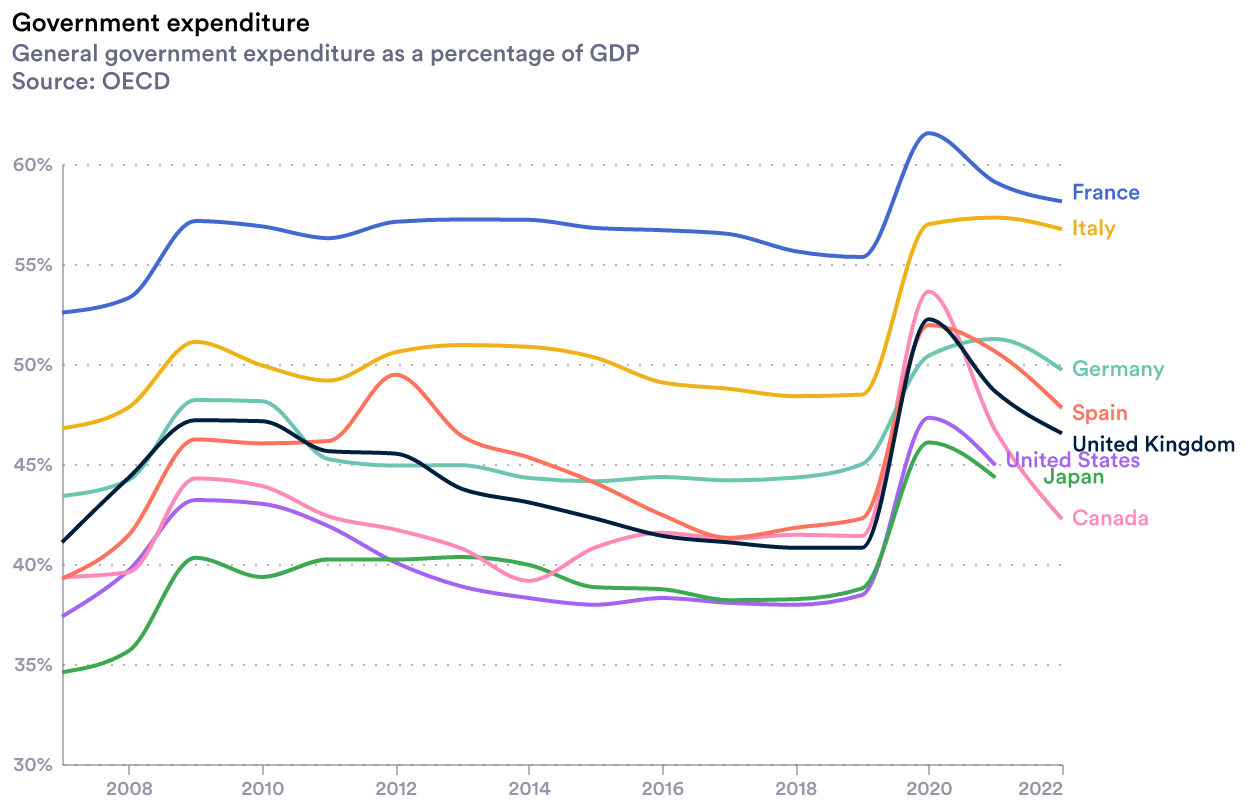 Government expenditure
General government expenditure as a percentage of GDP
Source: OECD
60%
55%
50%
45%
40%
35%
30%
France
Italy
Germany
Spain
United Kingdom
United States
Japan
Canada
2008 2010 2012 2014 2016 2018 2020 2022